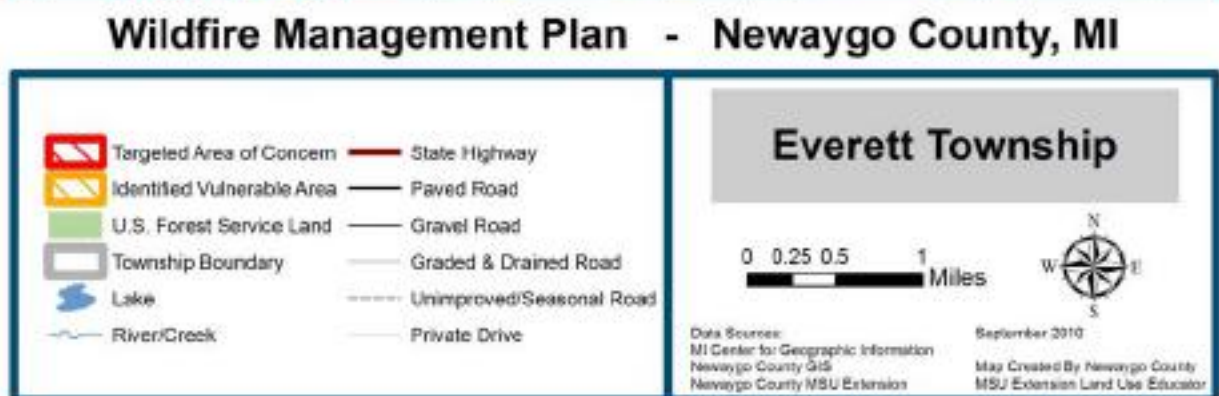 Wildfire Management Plan - Newaygo County, MI
Targeted Area of Concern
Identified Vulnerable Area
U.S. Forest Service Land
Township Boundary
Lake
River/Creek
State Highway
Paved Road
Gravel Road
Graded & Drained Road
Unimproved/Seasonal Road
Private Drive
Everett Township
0 0.25 0.5 1
Miles
N
W E
S
Data Sources:
MI Center for Geographic Information
Newaygo County GIS
Newaygo County MSU Extension
September 2010
Map Created By Newaygo County
MSU Extension Land Use Educator